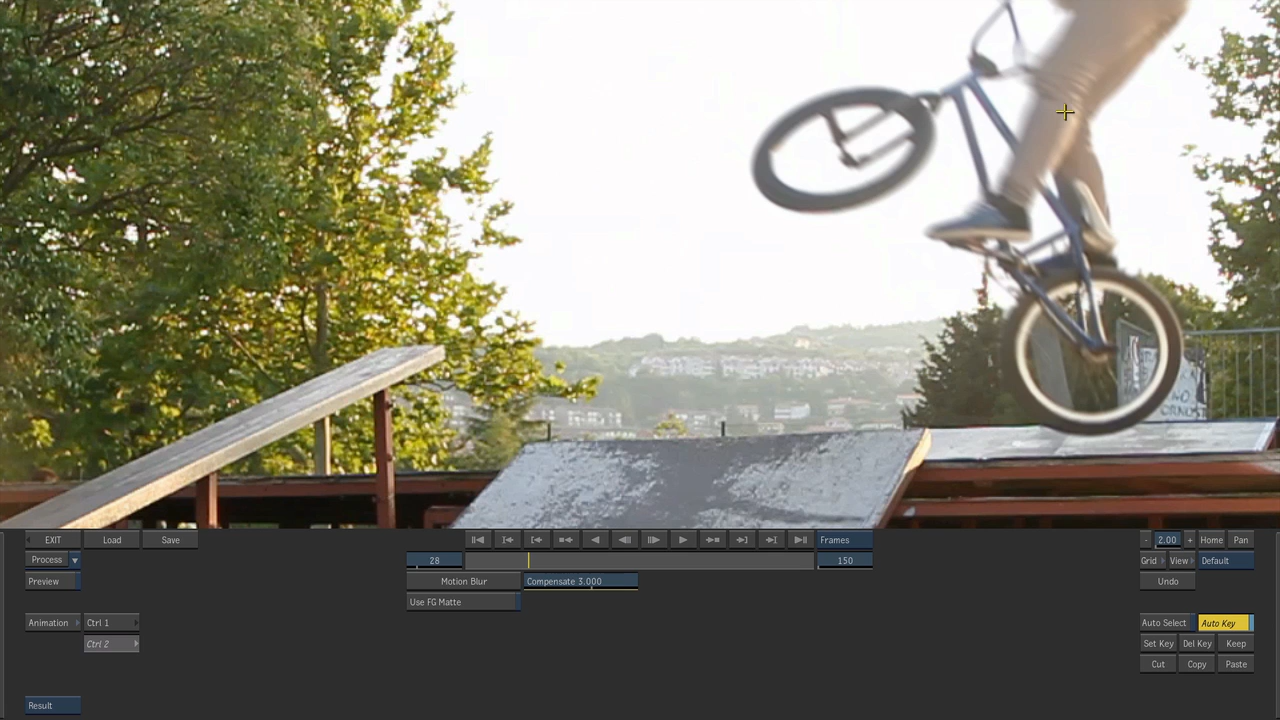 EXIT Load Save Frames - 2.00 + Home Pan
Process 28 150 Grid View Default
Preview Motion Blur Compensate 3.000 Undo
Use FG Matte
Animation Ctrl 1 Auto Select Auto Key
Ctrl 2 Set Key Del Key Keep
Cut Copy Paste
Result